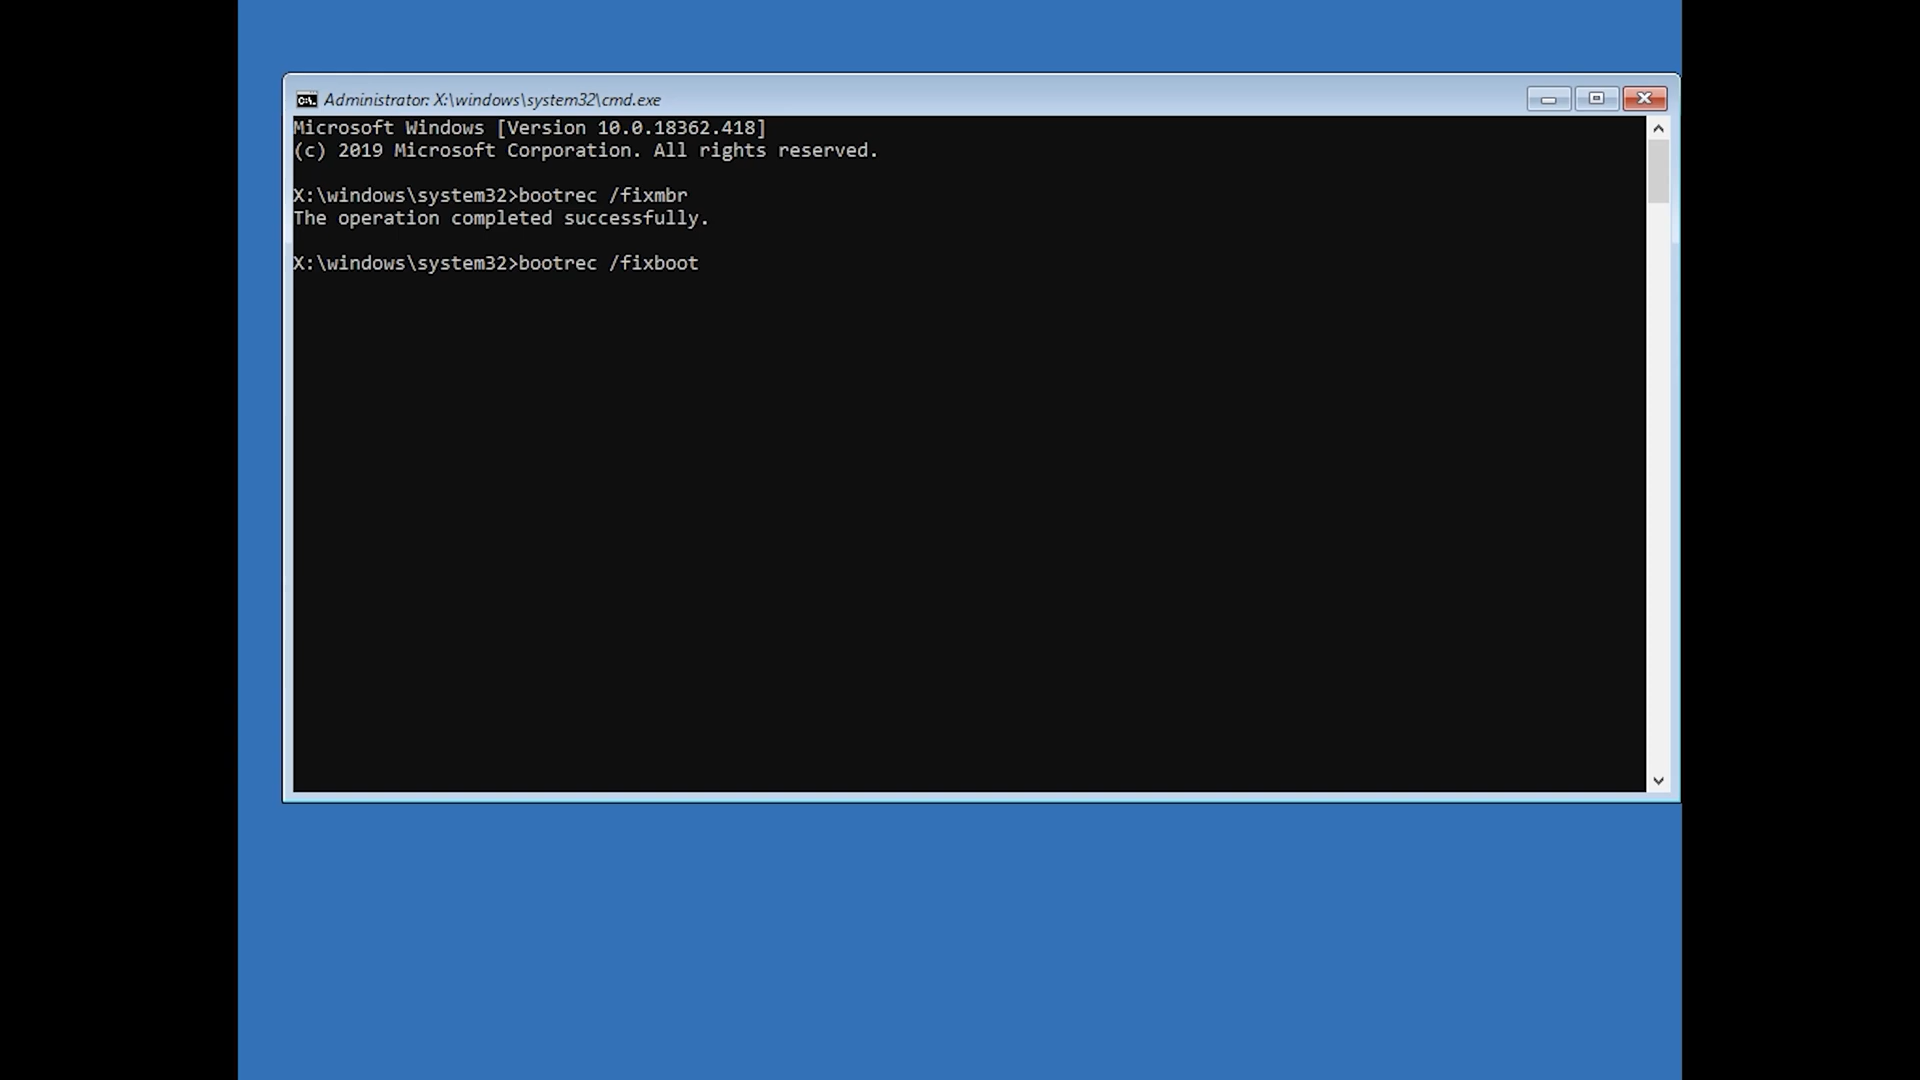 Administrator: X:\windows\system32\cmd.exe
Microsoft Windows [Version 10.0.18362.418]
(c) 2019 Microsoft Corporation. All rights reserved.
X:\windows\system32>bootrec /fixmbr
The operation completed successfully.
X:\windows\system32>bootrec /fixboot